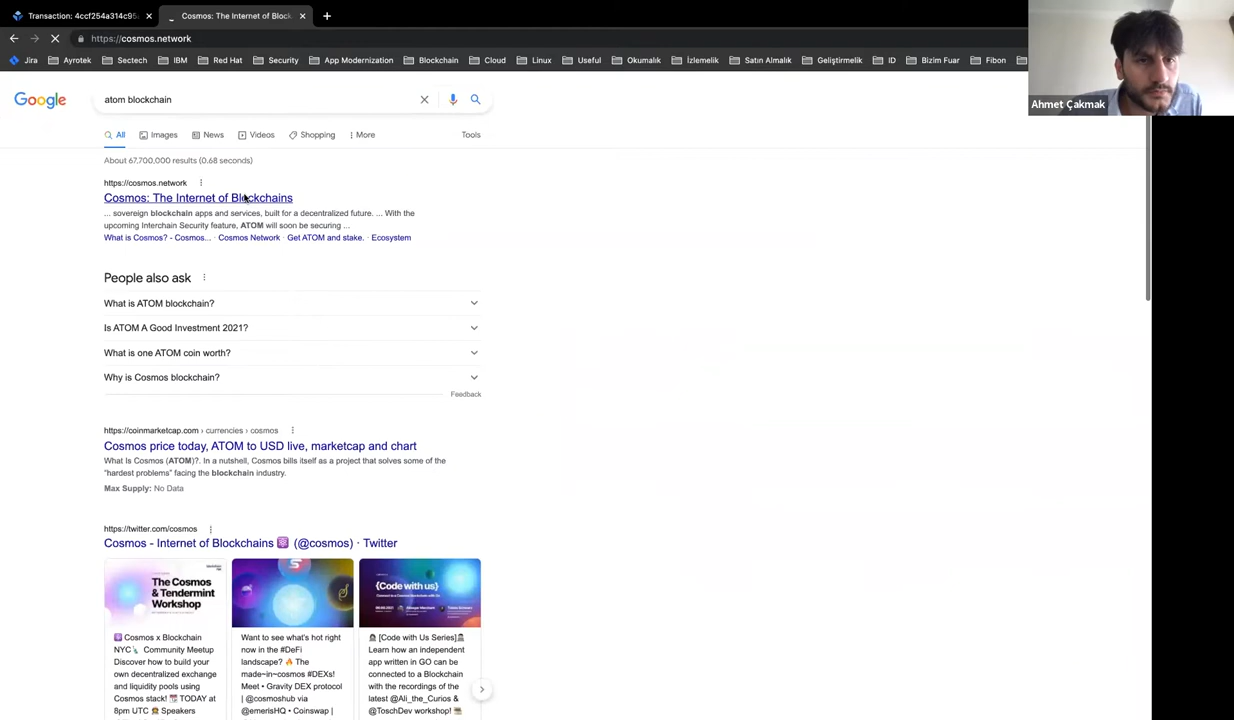 Transaction: 4ccf254a314c95
Cosmos: The Internet of Block
https://cosmos.network
Jira
Ayrotek
Sectech
IBM
Red Hat
Security
App Modernization
Blockchain
Cloud
Linux
Useful
Okumalık
İzlemelik
Satın Almalık
Geliştirmelik
ID
Bizim Fuar
Fibon
Ahmet Çakmak
Google
atom blockchain
All
Images
News
Videos
Shopping
More
Tools
About 67,700,000 results (0.68 seconds)
https://cosmos.network
Cosmos: The Internet of Blockchains
... sovereign blockchain apps and services, built for a decentralized future. ... With the
upcoming Interchain Security feature, ATOM will soon be securing ...
What is Cosmos? - Cosmos... · Cosmos Network · Get ATOM and stake. · Ecosystem
People also ask
What is ATOM blockchain?
Is ATOM A Good Investment 2021?
What is one ATOM coin worth?
Why is Cosmos blockchain?
Feedback
https://coinmarketcap.com › currencies › cosmos
Cosmos price today, ATOM to USD live, marketcap and chart
What Is Cosmos (ATOM)?. In a nutshell, Cosmos bills itself as a project that solves some of the
"hardest problems" facing the blockchain industry.
Max Supply: No Data
https://twitter.com/cosmos
Cosmos - Internet of Blockchains ⚛️ (@cosmos) · Twitter
The Cosmos
& Tendermint
Workshop
{Code with us}
⚛️ Cosmos x Blockchain
NYC🗽 Community Meetup
Discover how to build your
own decentralized exchange
and liquidity pools using
Cosmos stack! 📆 TODAY at
8pm UTC 👨‍🏫 Speakers
Want to see what's hot right
now in the #DeFi
landscape? 🔥 The
made~in~cosmos #DEXs!
Meet • Gravity DEX protocol
| @cosmoshub via
@emerisHQ • Coinswap |
[Code with Us Series]
Learn how an independent
app written in GO can be
connected to a Blockchain
with the recordings of the
latest @Ali_the_Curios &
@ToschDev workshop!